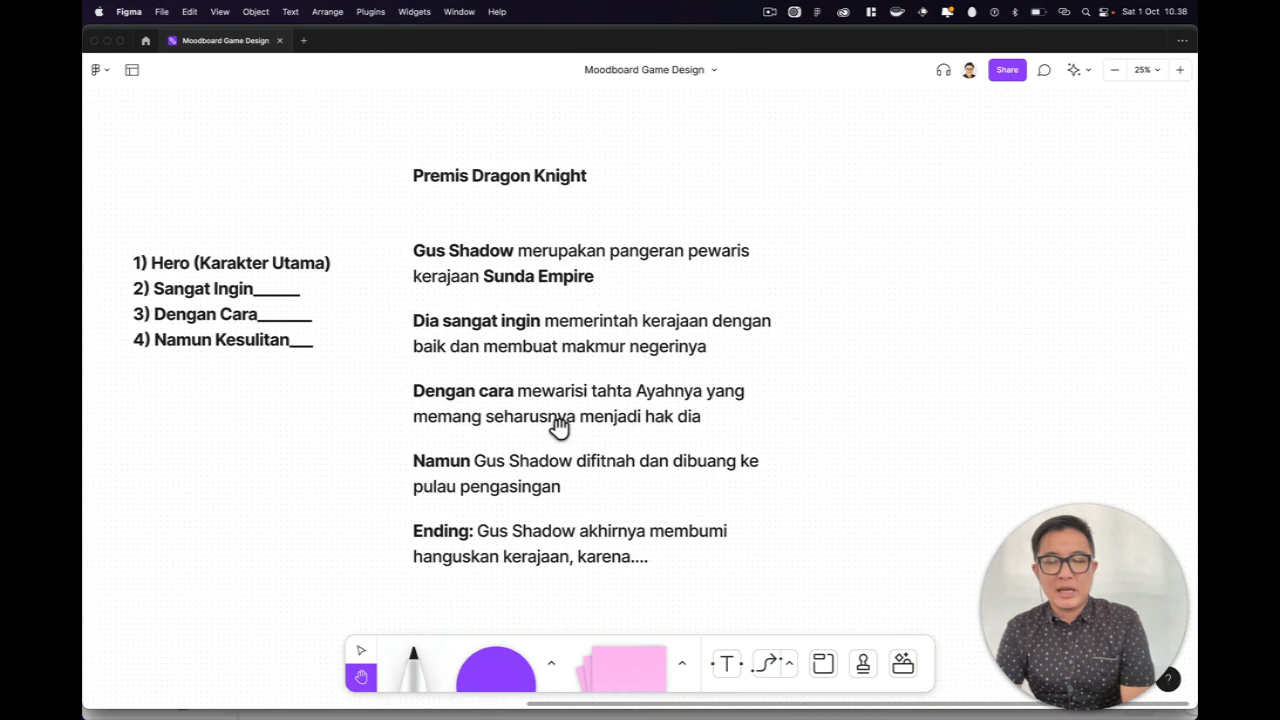 Figma File Edit View Object Text Arrange Plugins Widgets Window Help Sat 1 Oct 10.38
Moodboard Game Design
Moodboard Game Design
Share
25%
Premis Dragon Knight
1) Hero (Karakter Utama)
2) Sangat Ingin______
3) Dengan Cara_______
4) Namun Kesulitan___
Gus Shadow merupakan pangeran pewaris
kerajaan Sunda Empire
Dia sangat ingin memerintah kerajaan dengan
baik dan membuat makmur negerinya
Dengan cara mewarisi tahta Ayahnya yang
memang seharusnya menjadi hak dia
Namun Gus Shadow difitnah dan dibuang ke
pulau pengasingan
Ending: Gus Shadow akhirnya membumi
hanguskan kerajaan, karena....
T
?